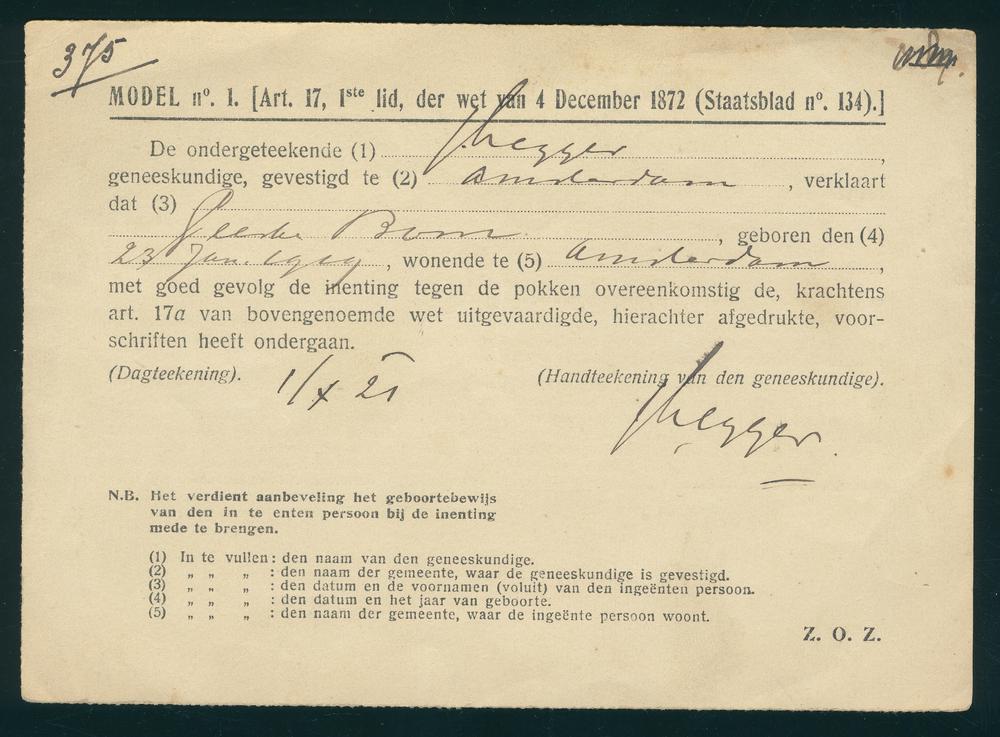 375
MODEL nº. 1. [Art. 17, 1ste lid, der wet van 4 December 1872 (Staatsblad nº. 134).]
De ondergeteekende (1) Jhegger,
geneeskundige, gevestigd te (2) Amsterdam, verklaart
dat (3)
Geeske Bom, geboren den (4)
23 Jan. 1919, wonende te (5) Amsterdam,
met goed gevolg de inenting tegen de pokken overeenkomstig de, krachtens
art. 17a van bovengenoemde wet uitgevaardigde, hierachter afgedrukte, voor-
schriften heeft ondergaan.
(Dagteekening). 1/X 21 (Handteekening van den geneeskundige).
Jhegger
N.B. Het verdient aanbeveling het geboortebewijs
van den in te enten persoon bij de inenting
mede te brengen.
(1) In te vullen: den naam van den geneeskundige.
(2) „ „ „ : den naam der gemeente, waar de geneeskundige is gevestigd.
(3) „ „ „ : den datum en de voornamen (voluit) van den ingeënten persoon.
(4) „ „ „ : den datum en het jaar van geboorte.
(5) „ „ „ : den naam der gemeente, waar de ingeënte persoon woont.
Z. O. Z.